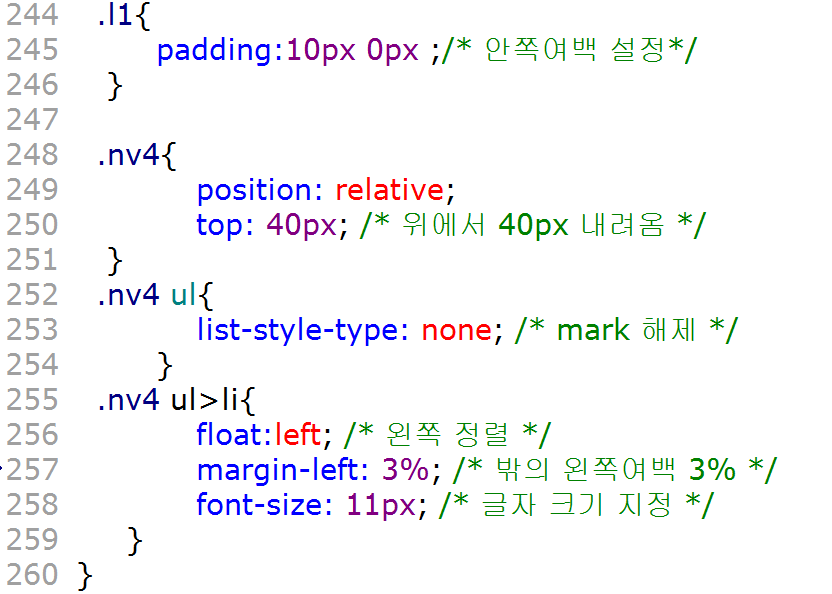 244 .l1{
245 padding:10px 0px ;/* 안쪽여백 설정*/
246 }
247
248 .nv4{
249 position: relative;
250 top: 40px; /* 위에서 40px 내려옴 */
251 }
252 .nv4 ul{
253 list-style-type: none; /* mark 해제 */
254 }
255 .nv4 ul>li{
256 float:left; /* 왼쪽 정렬 */
257 margin-left: 3%; /* 밖의 왼쪽여백 3% */
258 font-size: 11px; /* 글자 크기 지정 */
259 }
260 }